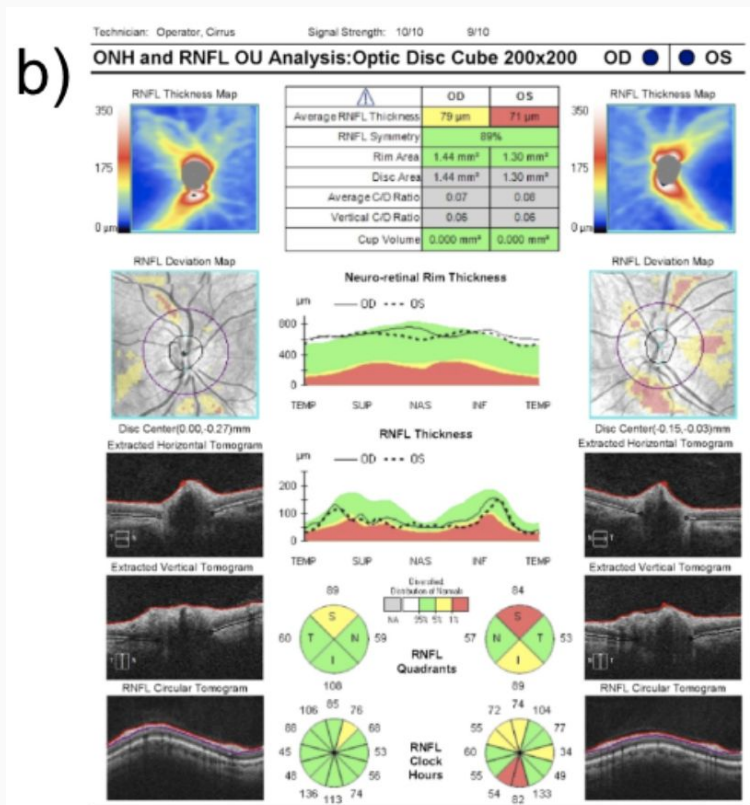 Technician: Operator, Cirrus Signal Strength: 10/10 9/10
b)
ONH and RNFL OU Analysis:Optic Disc Cube 200x200 OD OS
RNFL Thickness Map
350
175
0 µm
OD OS
Average RNFL Thickness 79 µm 71 µm
RNFL Symmetry 89%
Rim Area 1.44 mm² 1.30 mm²
Disc Area 1.44 mm² 1.30 mm²
Average C/D Ratio 0.07 0.08
Vertical C/D Ratio 0.06 0.06
Cup Volume 0.000 mm³ 0.000 mm³
RNFL Thickness Map
350
175
0 µm
RNFL Deviation Map
Disc Center(0.00,-0.27)mm
Neuro-retinal Rim Thickness
µm OD OS
800
400
0
TEMP SUP NAS INF TEMP
RNFL Deviation Map
Disc Center(-0.15,-0.03)mm
Extracted Horizontal Tomogram
T N
RNFL Thickness
µm OD OS
200
100
0
TEMP SUP NAS INF TEMP
Extracted Horizontal Tomogram
N T
Extracted Vertical Tomogram
T N
Diversified:
Distribution of Normals
NA 95% 5% 1%
89
S
60 T N 59
I
108
RNFL
Quadrants
84
S
57 N T 53
I
89
Extracted Vertical Tomogram
N T
RNFL Circular Tomogram
85
106 76
88 68
45 53
48 56
136 74
113
RNFL
Clock
Hours
74
72 104
55 77
60 34
55 49
54 133
82
RNFL Circular Tomogram